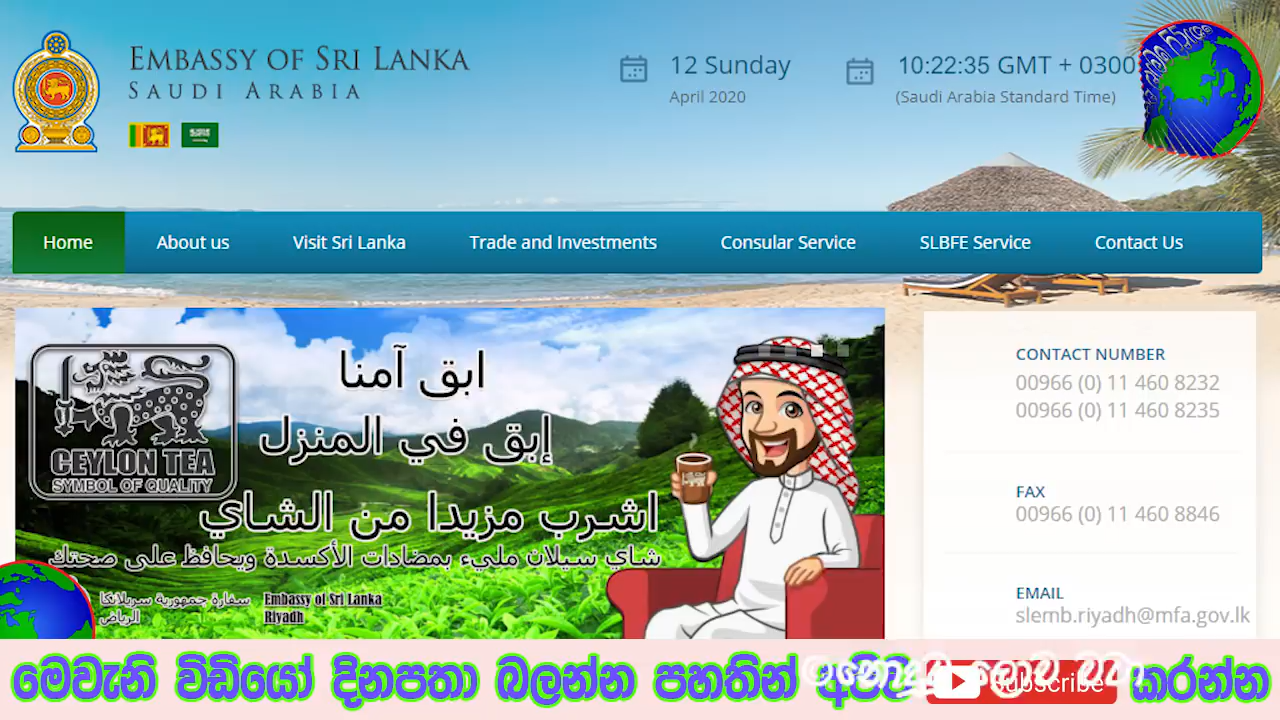 EMBASSY OF SRI LANKA
SAUDI ARABIA
12 Sunday
April 2020
10:22:35 GMT + 0300
(Saudi Arabia Standard Time)
Home
About us
Visit Sri Lanka
Trade and Investments
Consular Service
SLBFE Service
Contact Us
ابق آمنا
إبق في المنزل
اشرب مزيدا من الشاي
شاي سيلان مليء بمضادات الأكسدة ويحافظ على صحتك
CEYLON TEA
SYMBOL OF QUALITY
سفارة جمهورية سريلانكا
الرياض
Embassy of Sri Lanka
Riyadh
CONTACT NUMBER
00966 (0) 11 460 8232
00966 (0) 11 460 8235
FAX
00966 (0) 11 460 8846
EMAIL
slemb.riyadh@mfa.gov.lk
මෙවැනි විඩියෝ දිනපතා බලන්න පහතින් අපිව Subscribe කරන්න